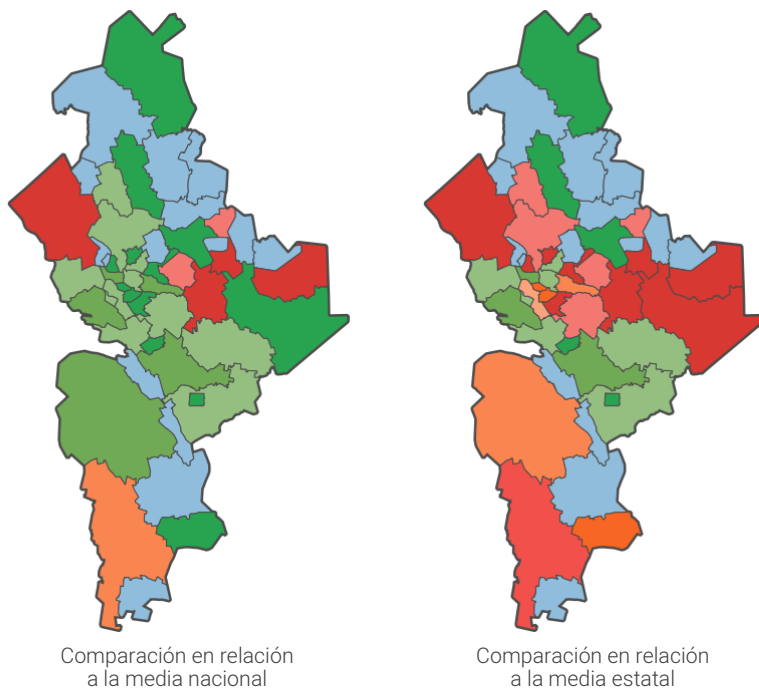 Comparación en relación
a la media nacional
Comparación en relación
a la media estatal